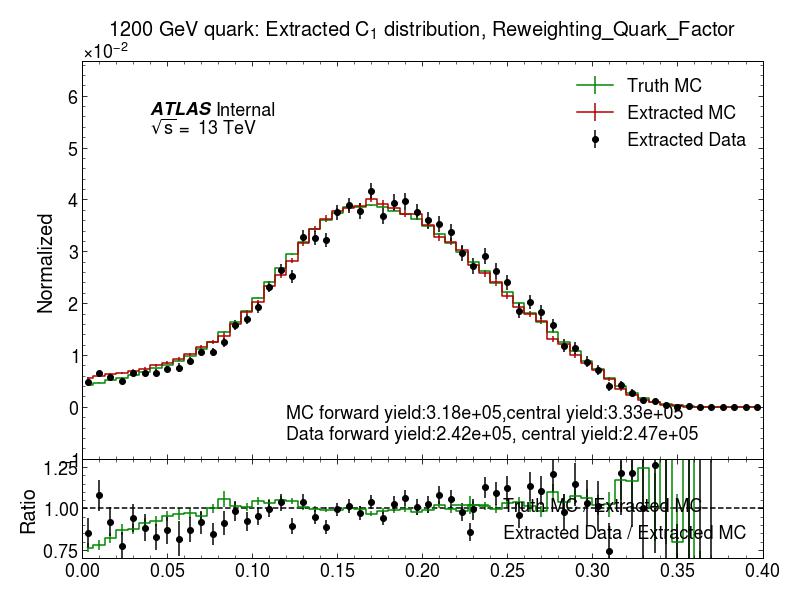 1200 GeV quark: Extracted C₁ distribution, Reweighting_Quark_Factor
×10⁻²
ATLAS Internal
√s = 13 TeV
Truth MC
Extracted MC
Extracted Data
Normalized
6
5
4
3
2
1
0
MC forward yield:3.18e+05,central yield:3.33e+05
Data forward yield:2.42e+05, central yield:2.47e+05
Ratio
1.25
1.00
0.75
Truth MC / Extracted MC
Extracted Data / Extracted MC
0.00 0.05 0.10 0.15 0.20 0.25 0.30 0.35 0.40